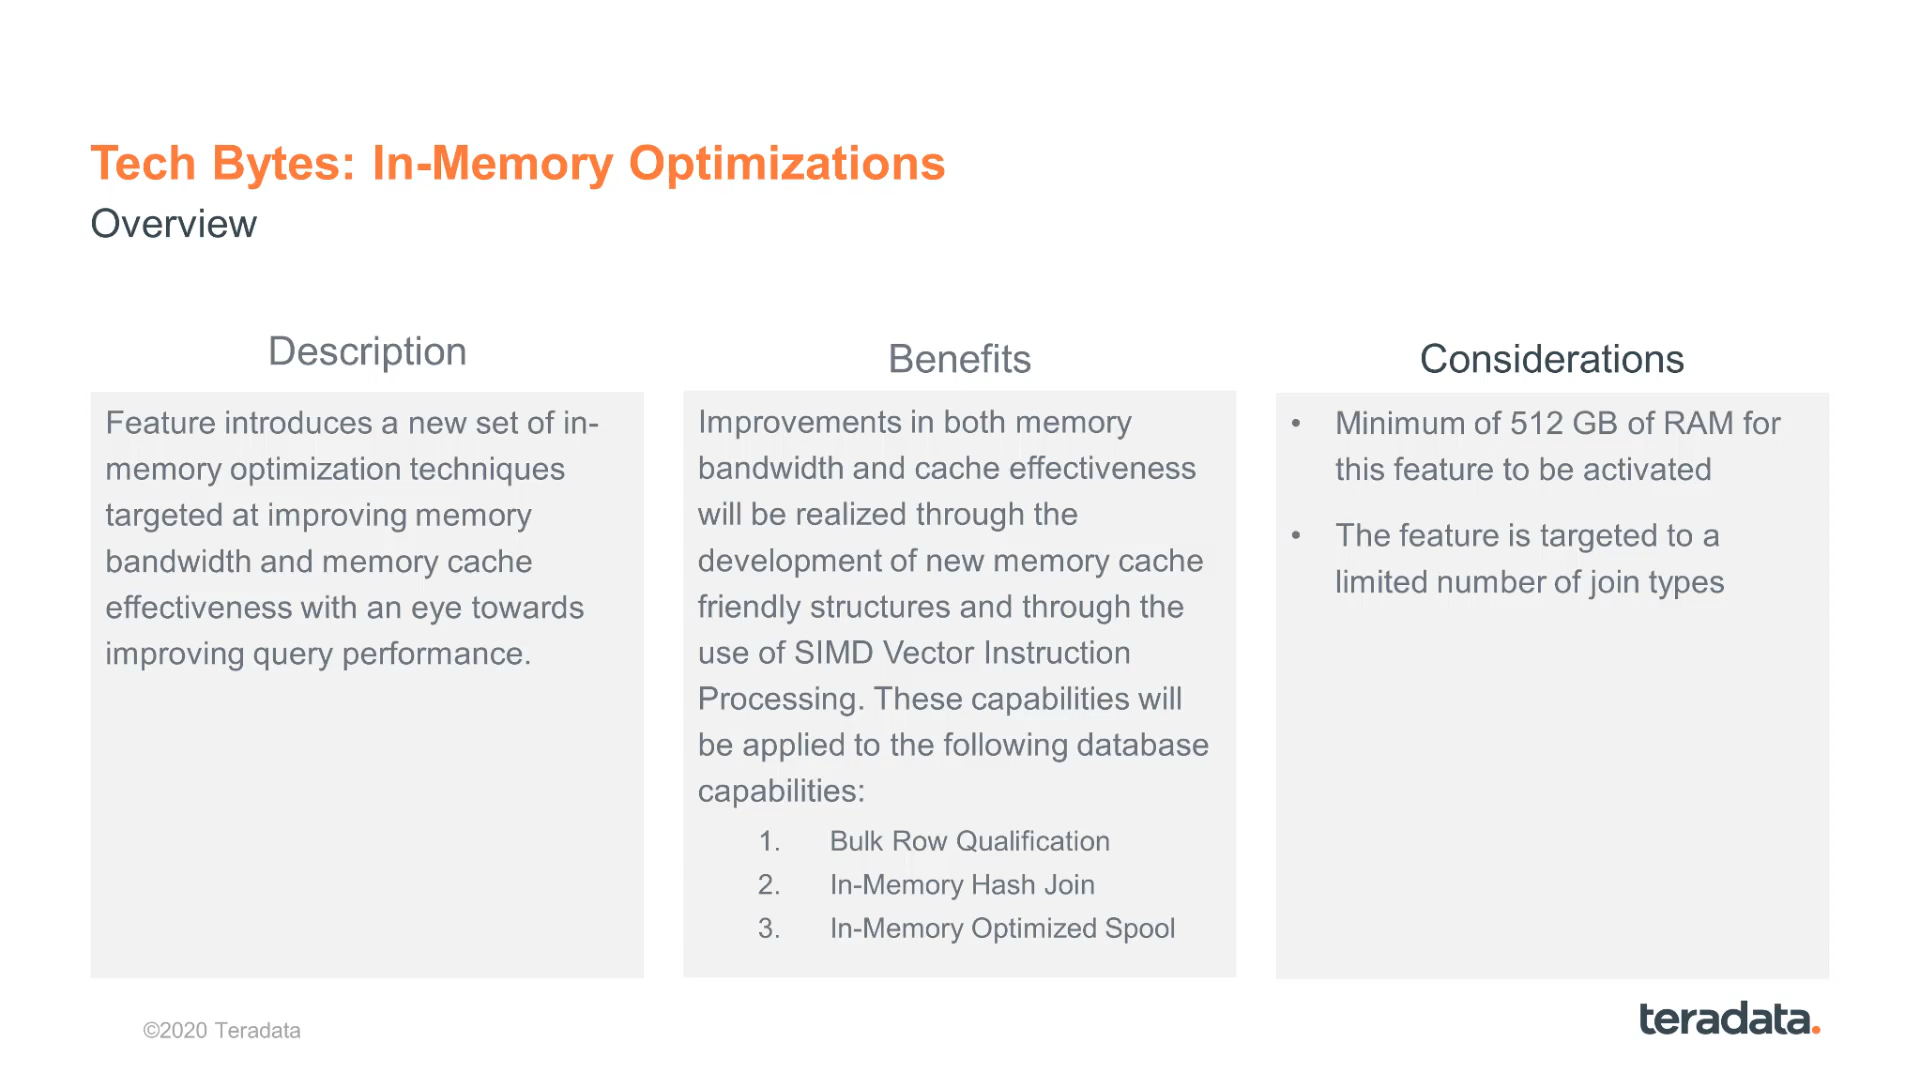 Tech Bytes: In-Memory Optimizations
Overview
Description
Feature introduces a new set of in-
memory optimization techniques
targeted at improving memory
bandwidth and memory cache
effectiveness with an eye towards
improving query performance.
Benefits
Improvements in both memory
bandwidth and cache effectiveness
will be realized through the
development of new memory cache
friendly structures and through the
use of SIMD Vector Instruction
Processing. These capabilities will
be applied to the following database
capabilities:
1. Bulk Row Qualification
2. In-Memory Hash Join
3. In-Memory Optimized Spool
Considerations
• Minimum of 512 GB of RAM for
this feature to be activated
• The feature is targeted to a
limited number of join types
©2020 Teradata
teradata.